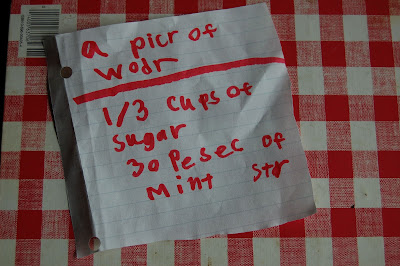 a picr of
wodr
1/3 cups of
sugar
30 Pesec of
Mint Str